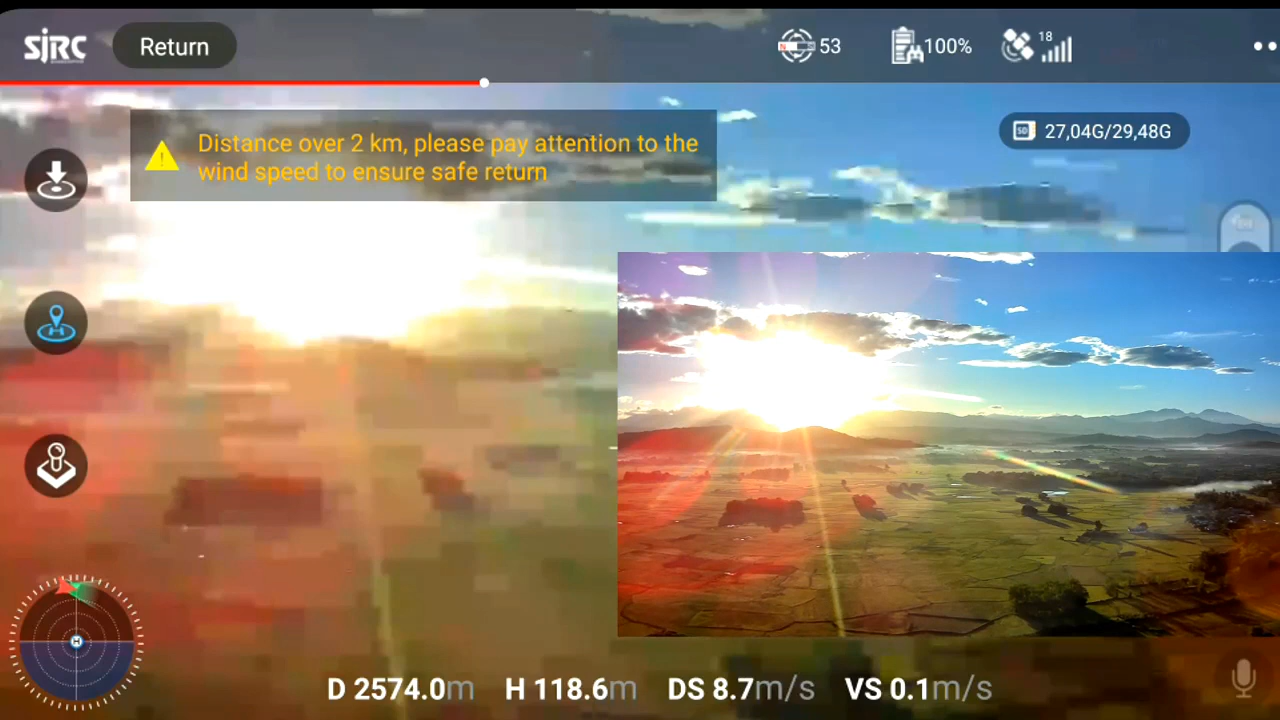 SJRC
Return
N
53
100%
18
SD
27,04G/29,48G
Distance over 2 km, please pay attention to the
wind speed to ensure safe return
H
H
D 2574.0m H 118.6m DS 8.7m/s VS 0.1m/s